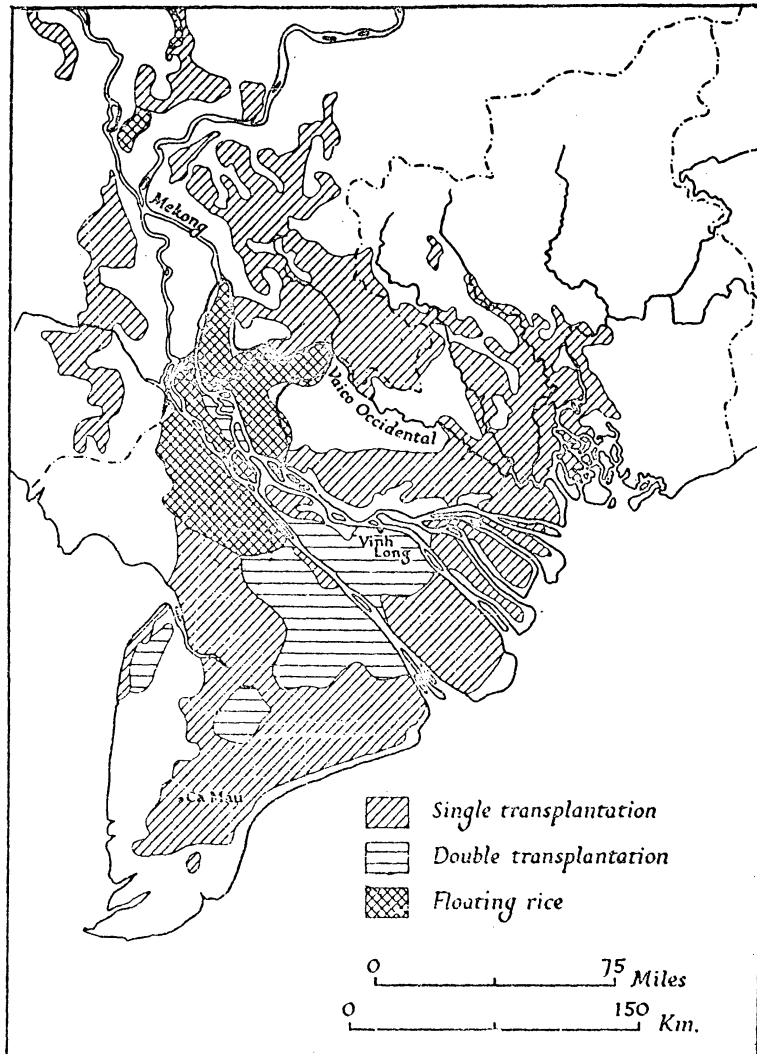 Mekong
Vaico Occidental
Vinh
Long
Ca Mau
Single transplantation
Double transplantation
Floating rice
0 75 Miles
0 150 Km.